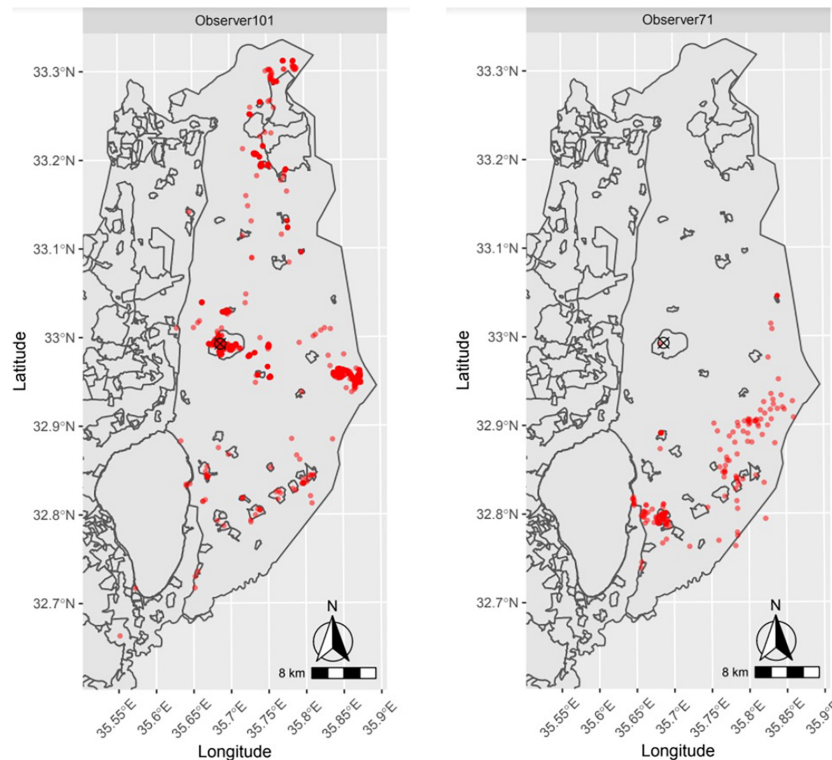 Observer101
33.3°N
33.2°N
33.1°N
33°N
32.9°N
32.8°N
32.7°N
Latitude
N
8 km
35.55°E
35.6°E
35.65°E
35.7°E
35.75°E
35.8°E
35.85°E
35.9°E
Longitude
Observer71
33.3°N
33.2°N
33.1°N
33°N
32.9°N
32.8°N
32.7°N
Latitude
N
8 km
35.55°E
35.6°E
35.65°E
35.7°E
35.75°E
35.8°E
35.85°E
35.9°E
Longitude